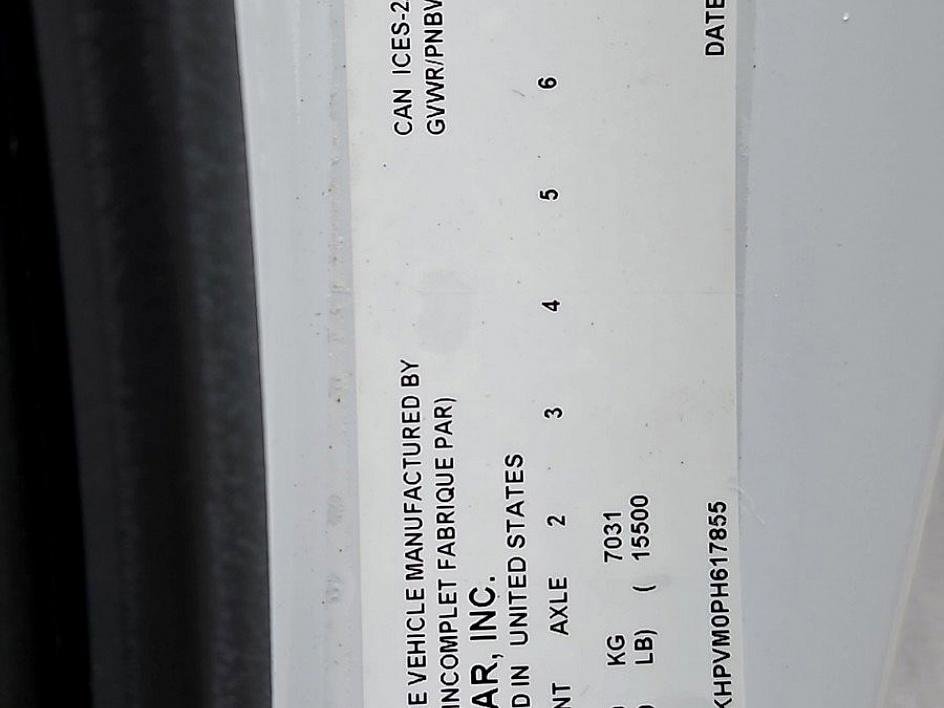 E VEHICLE MANUFACTURED BY
INCOMPLET FABRIQUE PAR)
AR, INC.
D IN UNITED STATES
CAN ICES-2
GVWR/PNBV
NT AXLE 2 3 4 5 6
KG 7031
LB) ( 15500
KHPVM0PH617855
DATE